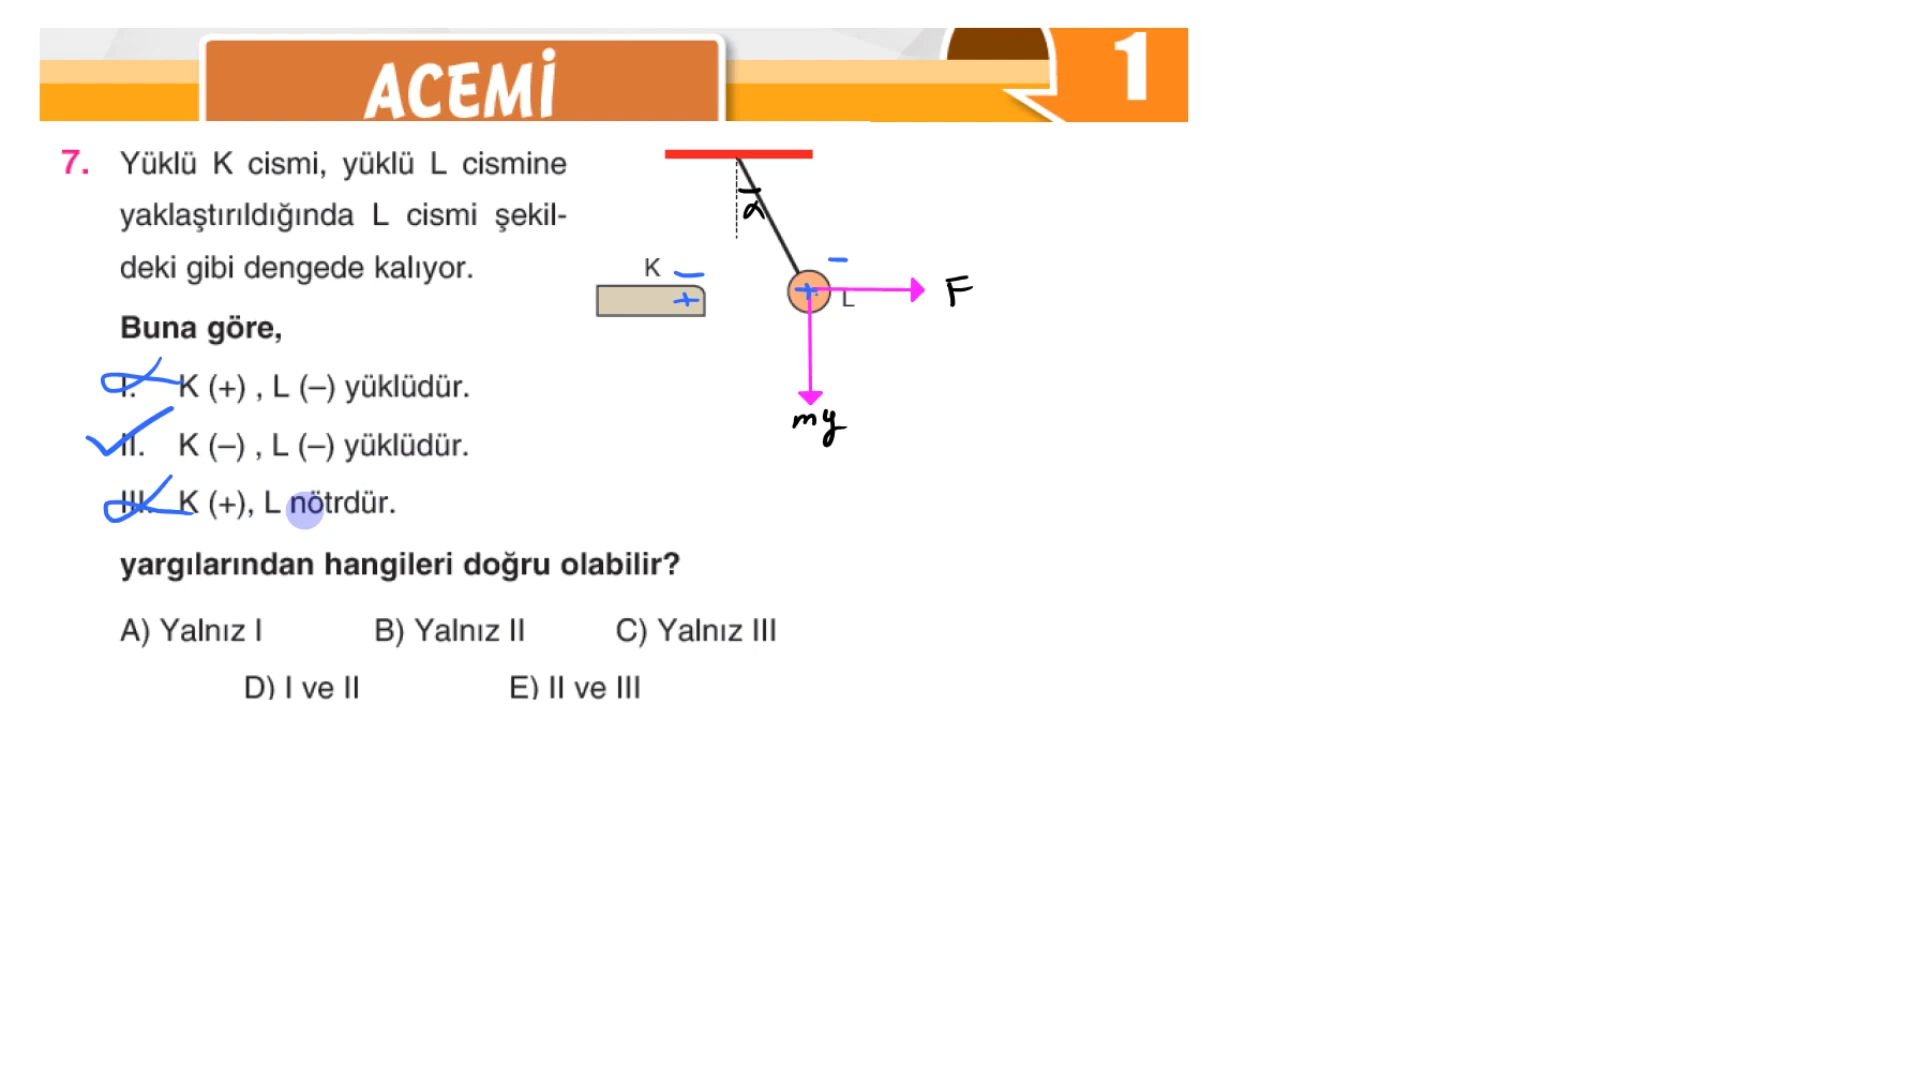 ACEMİ
1
7. Yüklü K cismi, yüklü L cismine
yaklaştırıldığında L cismi şekil-
deki gibi dengede kalıyor.
Buna göre,
I. K (+) , L (–) yüklüdür.
II. K (–) , L (–) yüklüdür.
III. K (+), L nötrdür.
yargılarından hangileri doğru olabilir?
A) Yalnız I B) Yalnız II C) Yalnız III
D) I ve II E) II ve III
α
K –
+
–
+
L
F
mg